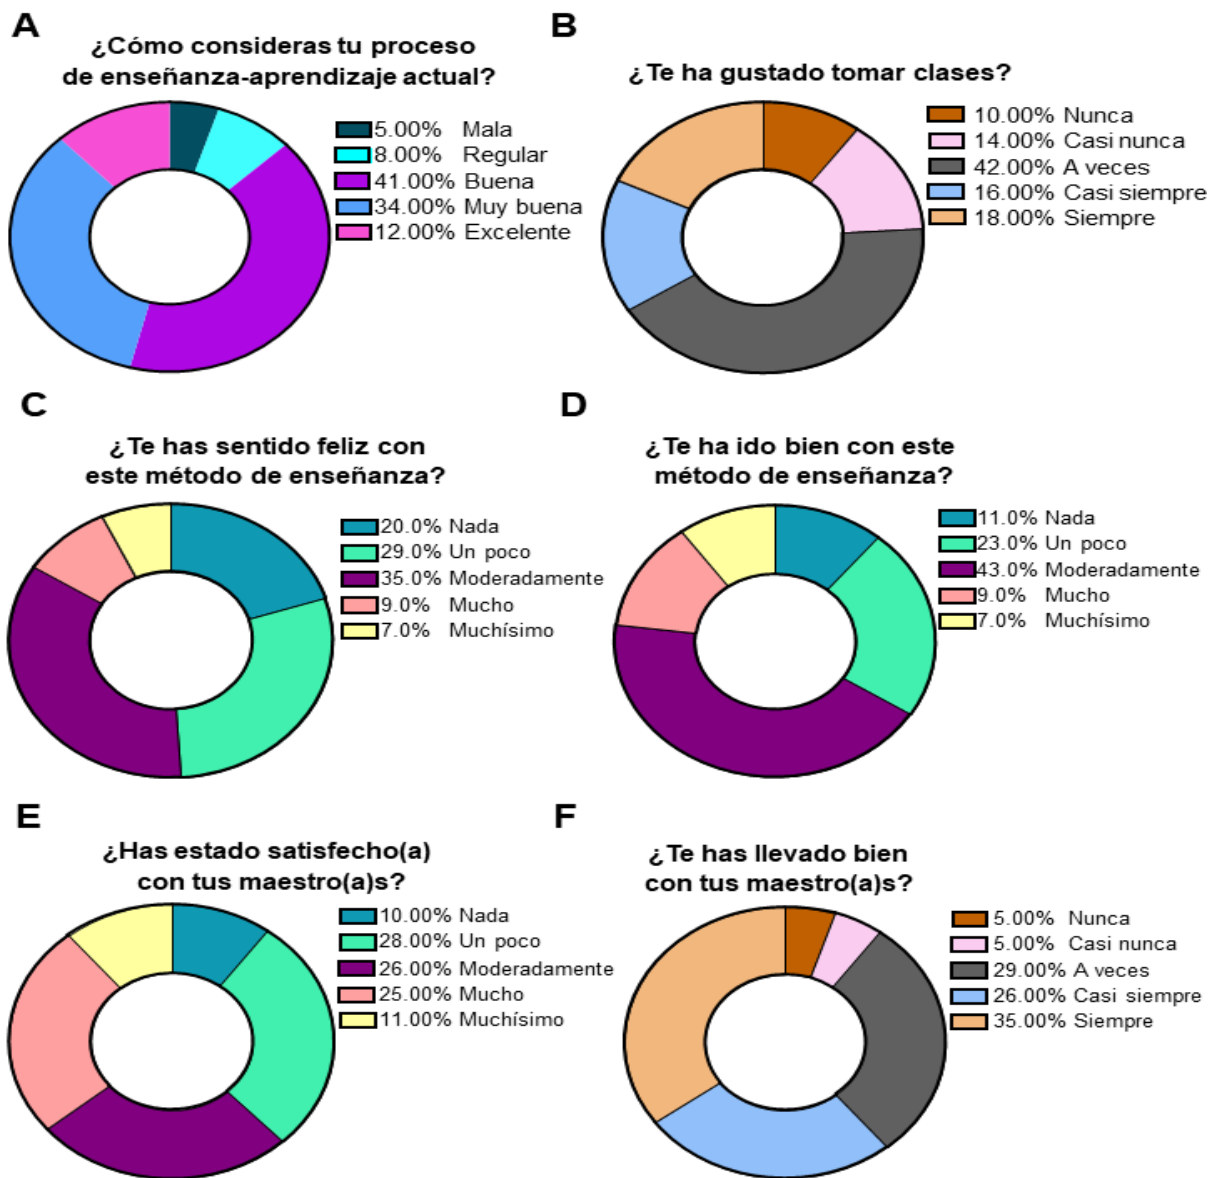 A
¿Cómo consideras tu proceso
de enseñanza-aprendizaje actual?
5.00% Mala
8.00% Regular
41.00% Buena
34.00% Muy buena
12.00% Excelente
B
¿Te ha gustado tomar clases?
10.00% Nunca
14.00% Casi nunca
42.00% A veces
16.00% Casi siempre
18.00% Siempre
C
¿Te has sentido feliz con
este método de enseñanza?
20.0% Nada
29.0% Un poco
35.0% Moderadamente
9.0% Mucho
7.0% Muchísimo
D
¿Te ha ido bien con este
método de enseñanza?
11.0% Nada
23.0% Un poco
43.0% Moderadamente
9.0% Mucho
7.0% Muchísimo
E
¿Has estado satisfecho(a)
con tus maestro(a)s?
10.00% Nada
28.00% Un poco
26.00% Moderadamente
25.00% Mucho
11.00% Muchísimo
F
¿Te has llevado bien
con tus maestro(a)s?
5.00% Nunca
5.00% Casi nunca
29.00% A veces
26.00% Casi siempre
35.00% Siempre